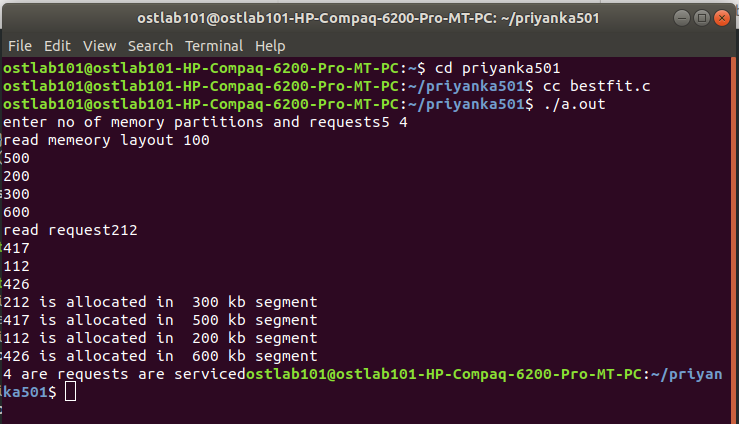 ostlab101@ostlab101-HP-Compaq-6200-Pro-MT-PC: ~/priyanka501
File Edit View Search Terminal Help
ostlab101@ostlab101-HP-Compaq-6200-Pro-MT-PC:~$ cd priyanka501
ostlab101@ostlab101-HP-Compaq-6200-Pro-MT-PC:~/priyanka501$ cc bestfit.c
ostlab101@ostlab101-HP-Compaq-6200-Pro-MT-PC:~/priyanka501$ ./a.out
enter no of memory partitions and requests5 4
read memeory layout 100
500
200
300
600
read request212
417
112
426
212 is allocated in  300 kb segment
417 is allocated in  500 kb segment
112 is allocated in  200 kb segment
426 is allocated in  600 kb segment
4 are requests are servicedostlab101@ostlab101-HP-Compaq-6200-Pro-MT-PC:~/priyan
ka501$